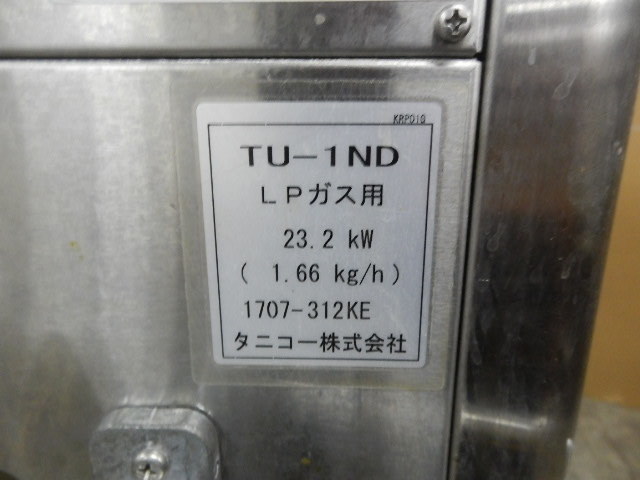 KRP01G
TU-1ND
LPガス用
23.2 kW
( 1.66 kg/h )
1707-312KE
タニコー株式会社